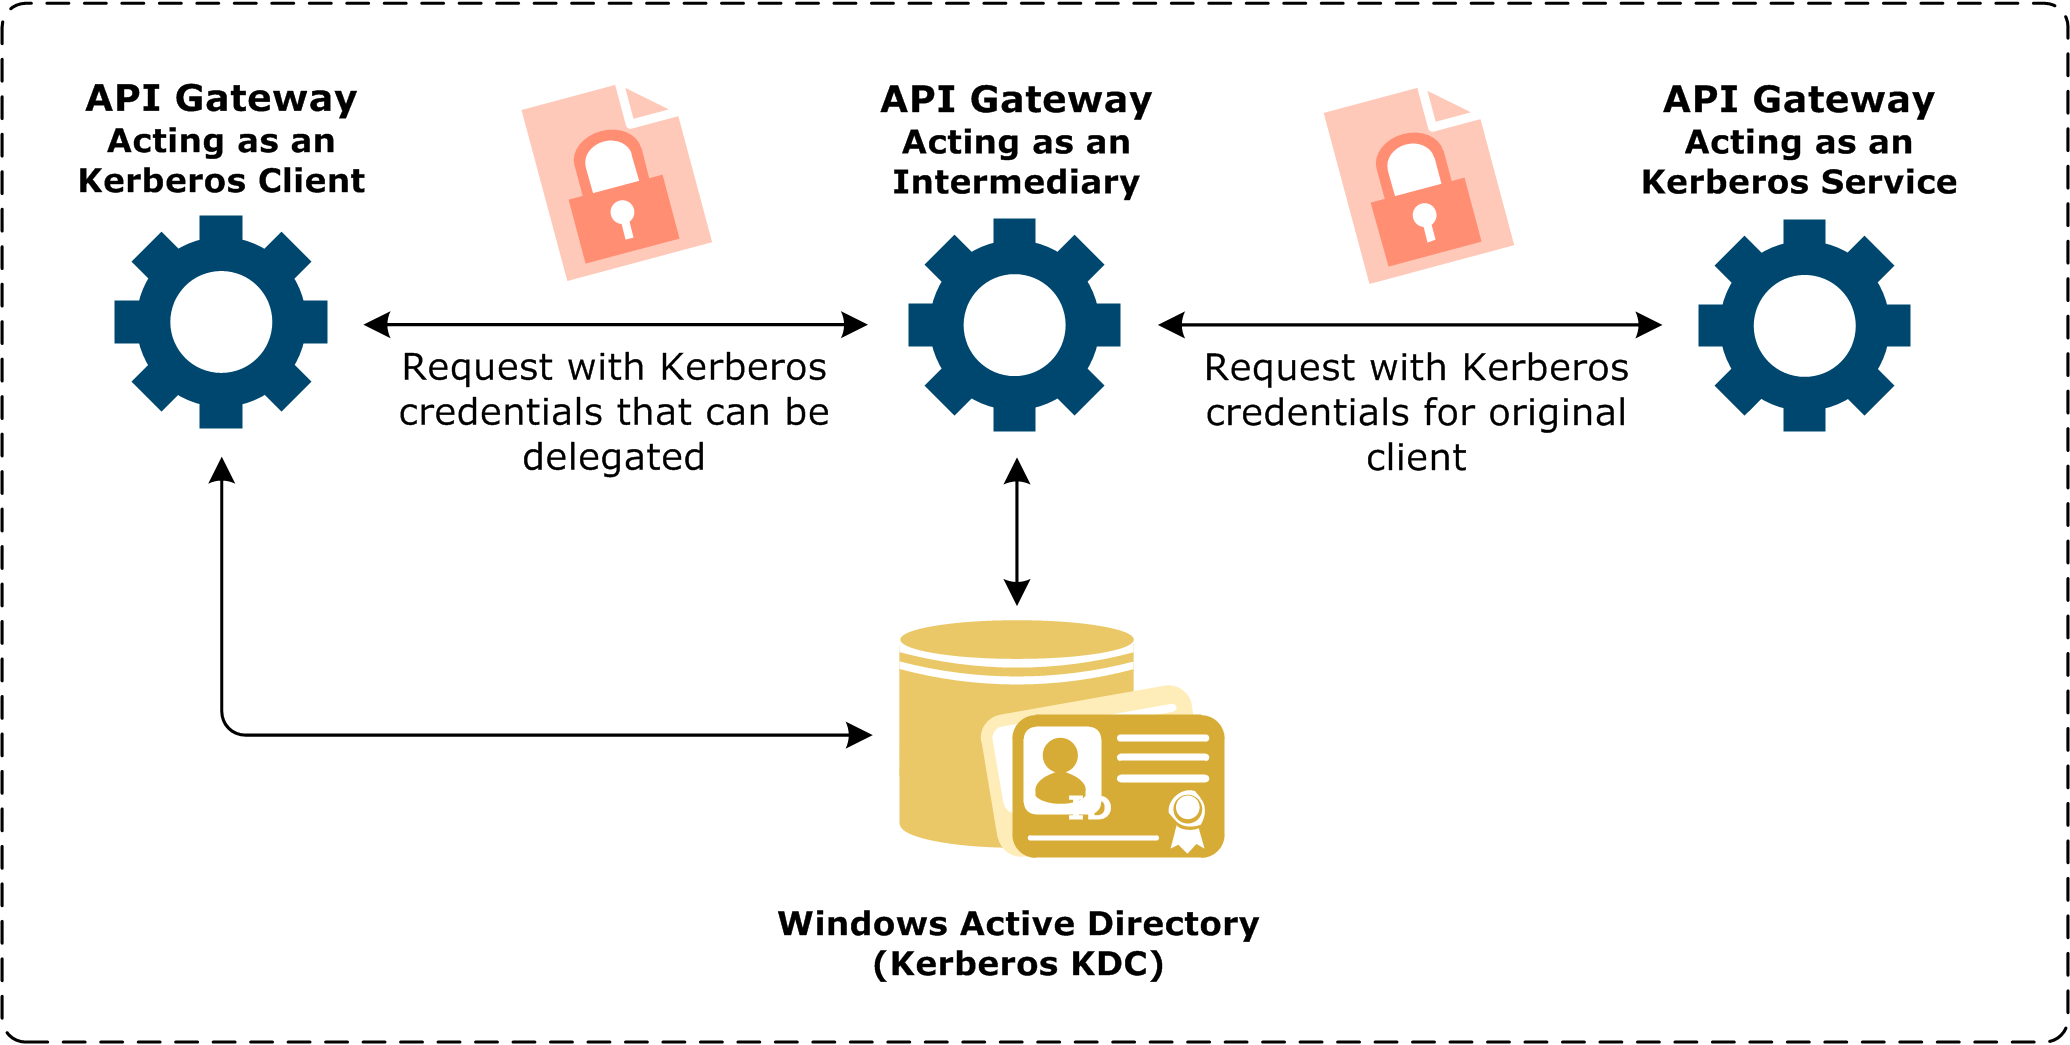 API Gateway
Acting as an
Kerberos Client
API Gateway
Acting as an
Intermediary
API Gateway
Acting as an
Kerberos Service
Request with Kerberos
credentials that can be
delegated
Request with Kerberos
credentials for original
client
ID
Windows Active Directory
(Kerberos KDC)